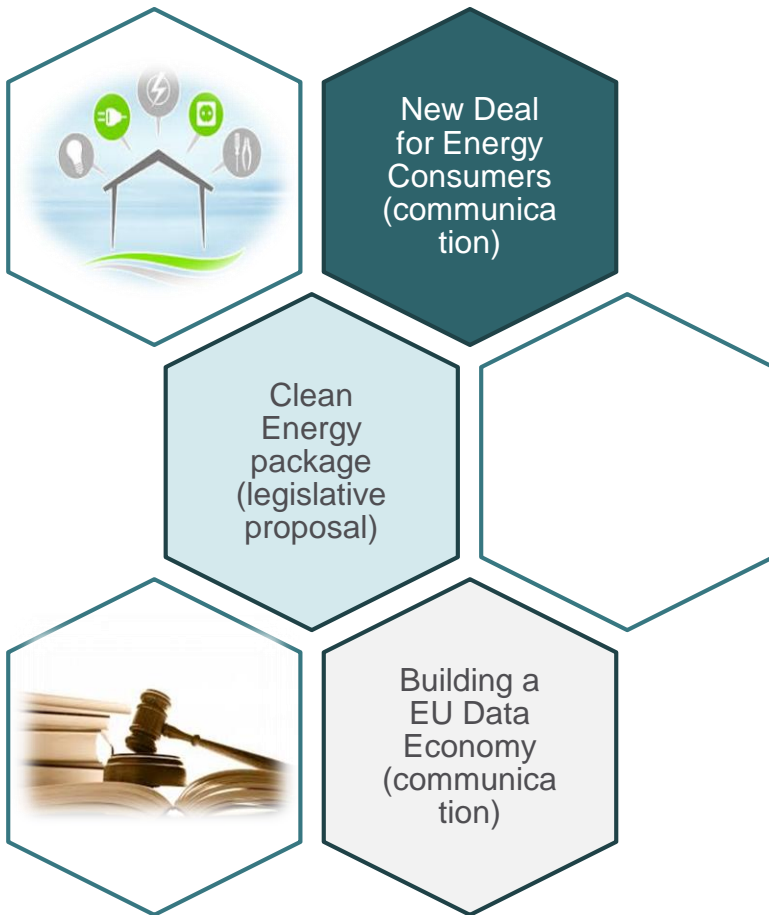 New Deal
for Energy
Consumers
(communica
tion)
Clean
Energy
package
(legislative
proposal)
Building a
EU Data
Economy
(communica
tion)